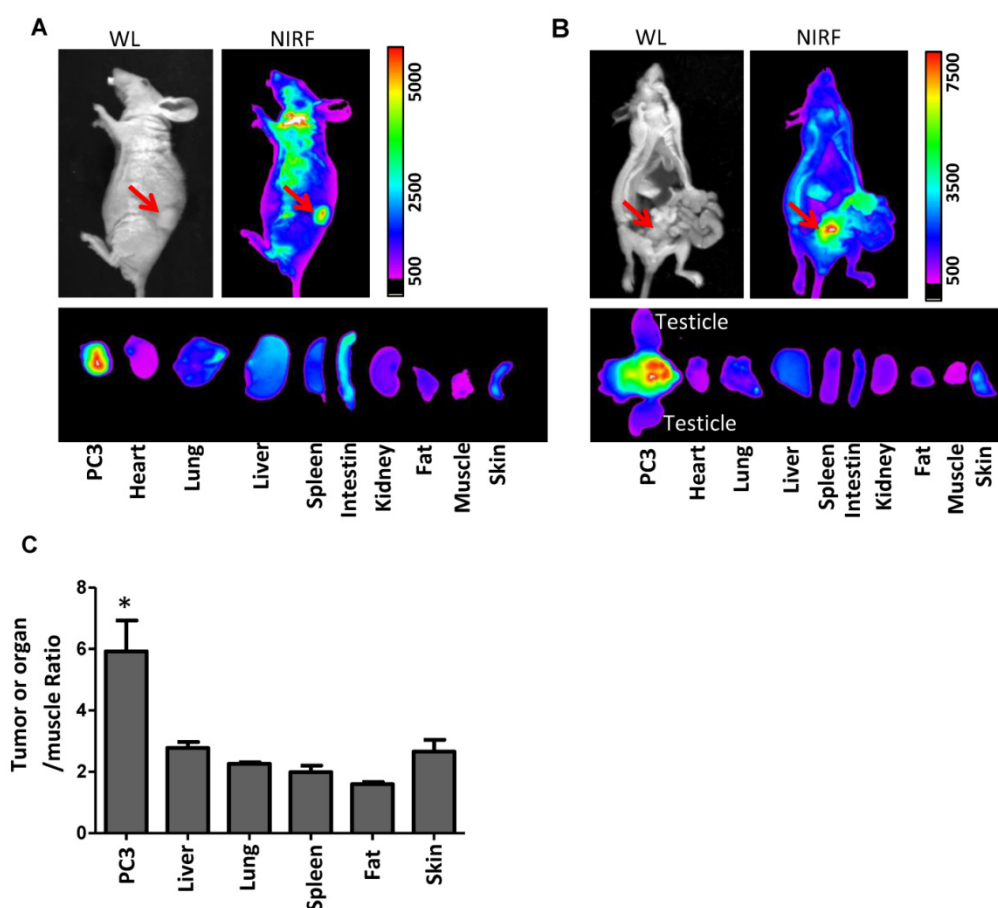 A
WL
NIRF
5000
2500
500
PC3
Heart
Lung
Liver
Spleen
Intestin
Kidney
Fat
Muscle
Skin
B
WL
NIRF
7500
3500
500
Testicle
Testicle
PC3
Heart
Lung
Liver
Spleen
Intestin
Kidney
Fat
Muscle
Skin
C
Tumor or organ
/muscle Ratio
8
6
4
2
0
*
PC3
Liver
Lung
Spleen
Fat
Skin